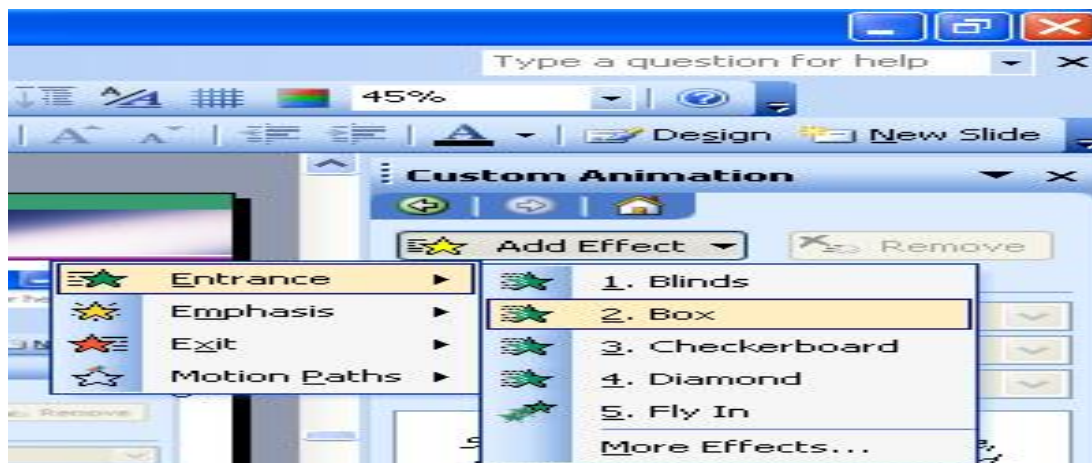 Type a question for help
45%
Design New Slide
Custom Animation
Add Effect Remove
Entrance
Emphasis
Exit
Motion Paths
1. Blinds
2. Box
3. Checkerboard
4. Diamond
5. Fly In
More Effects...
Remove